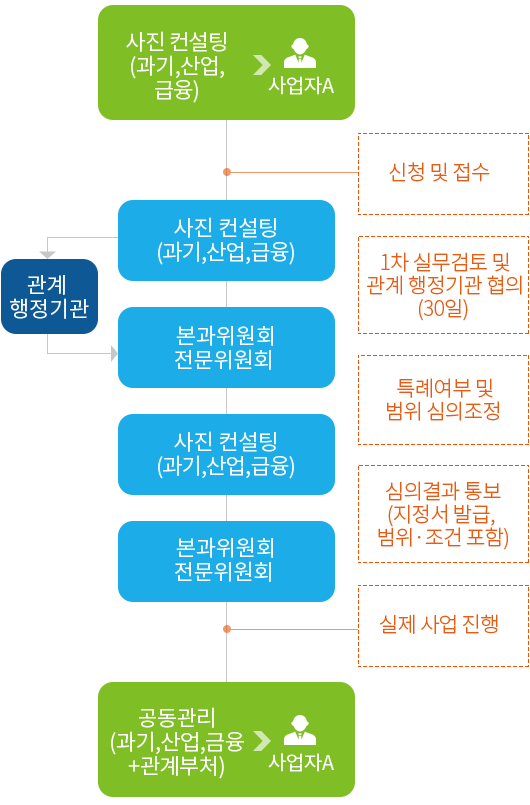 사진 컨설팅
(과기,산업,
급융)
사업자A
신청 및 접수
사진 컨설팅
(과기,산업,급융)
1차 실무검토 및
관계 행정기관 협의
(30일)
관계
행정기관
본과위원회
전문위원회
특례여부 및
범위 심의조정
사진 컨설팅
(과기,산업,급융)
심의결과 통보
(지정서 발급,
범위·조건 포함)
본과위원회
전문위원회
실제 사업 진행
공동관리
(과기,산업,금융
+관계부처)
사업자A